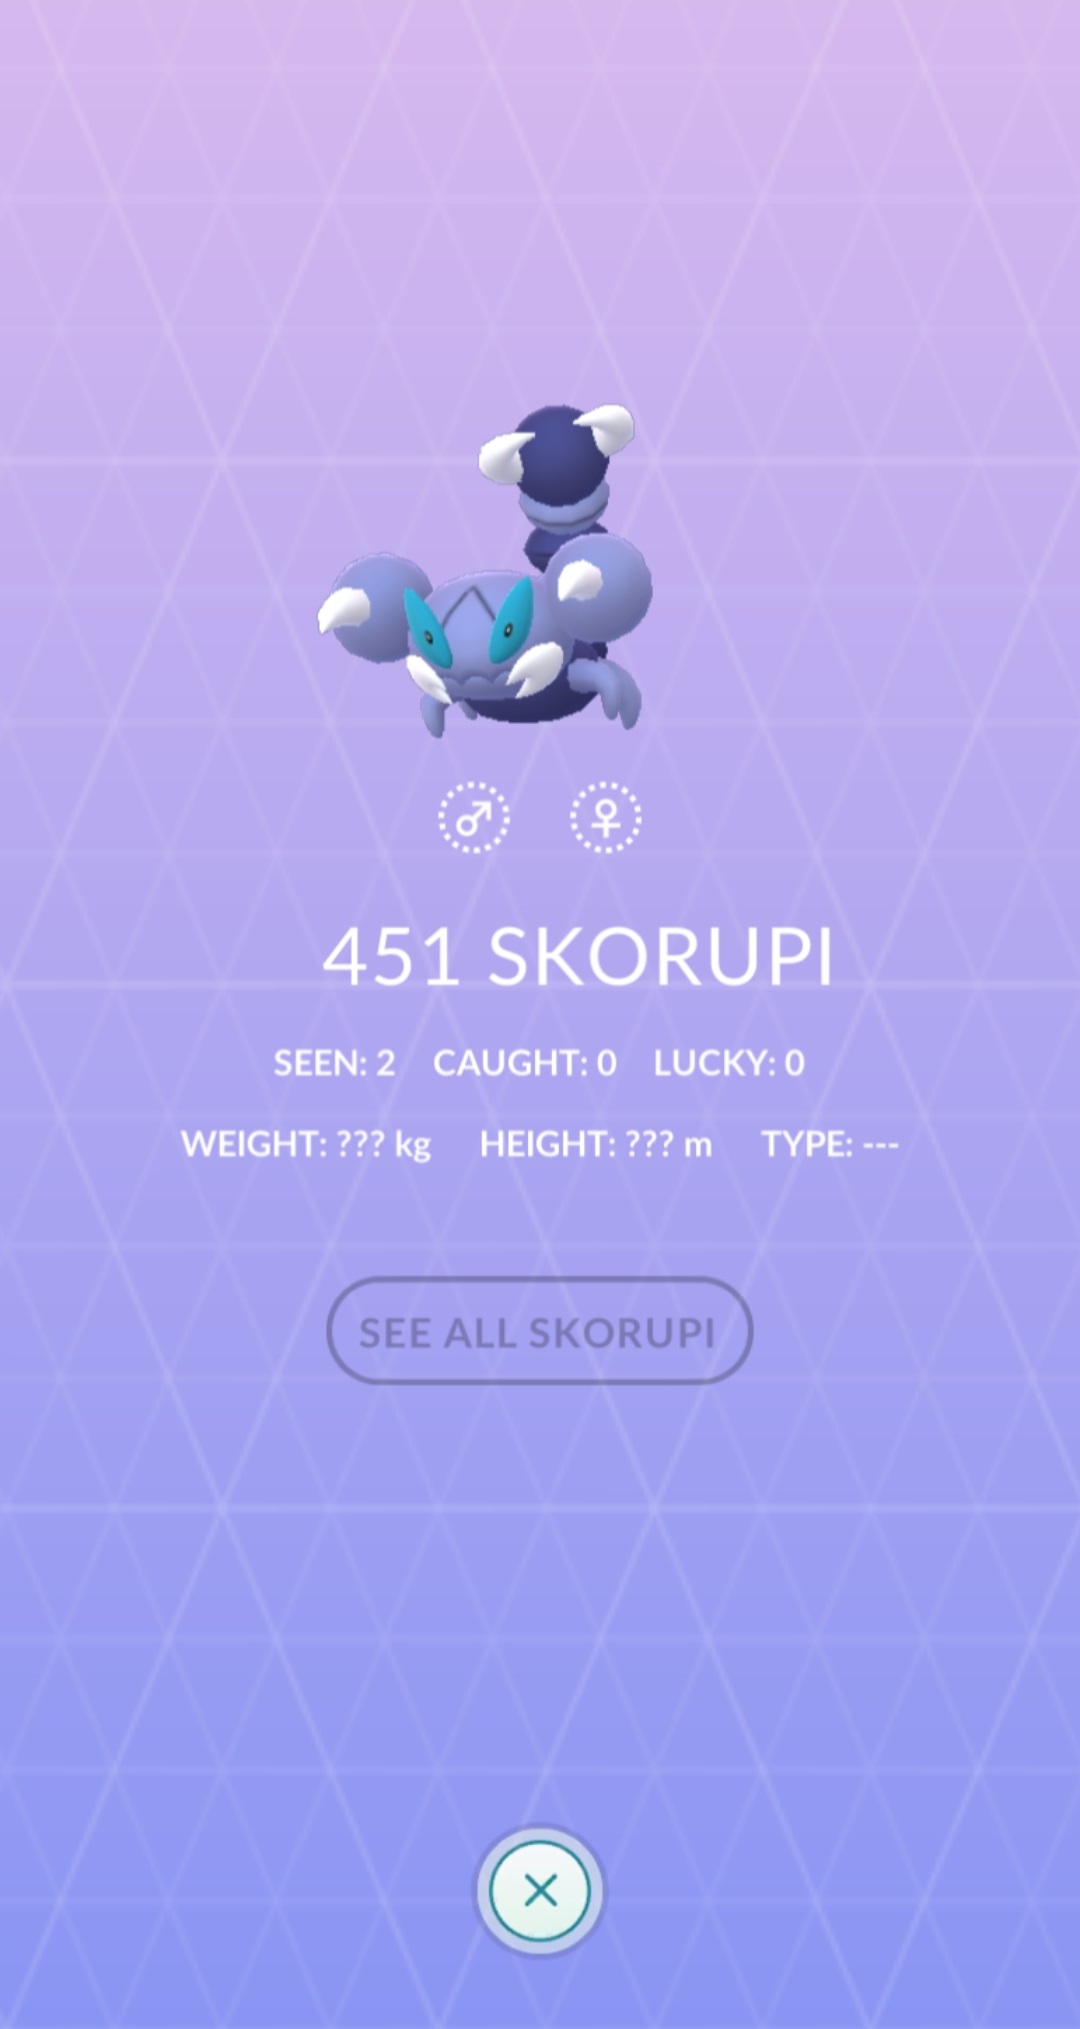 451 SKORUPI
SEEN: 2 CAUGHT: 0 LUCKY: 0
WEIGHT: ??? kg HEIGHT: ??? m TYPE: ---
SEE ALL SKORUPI